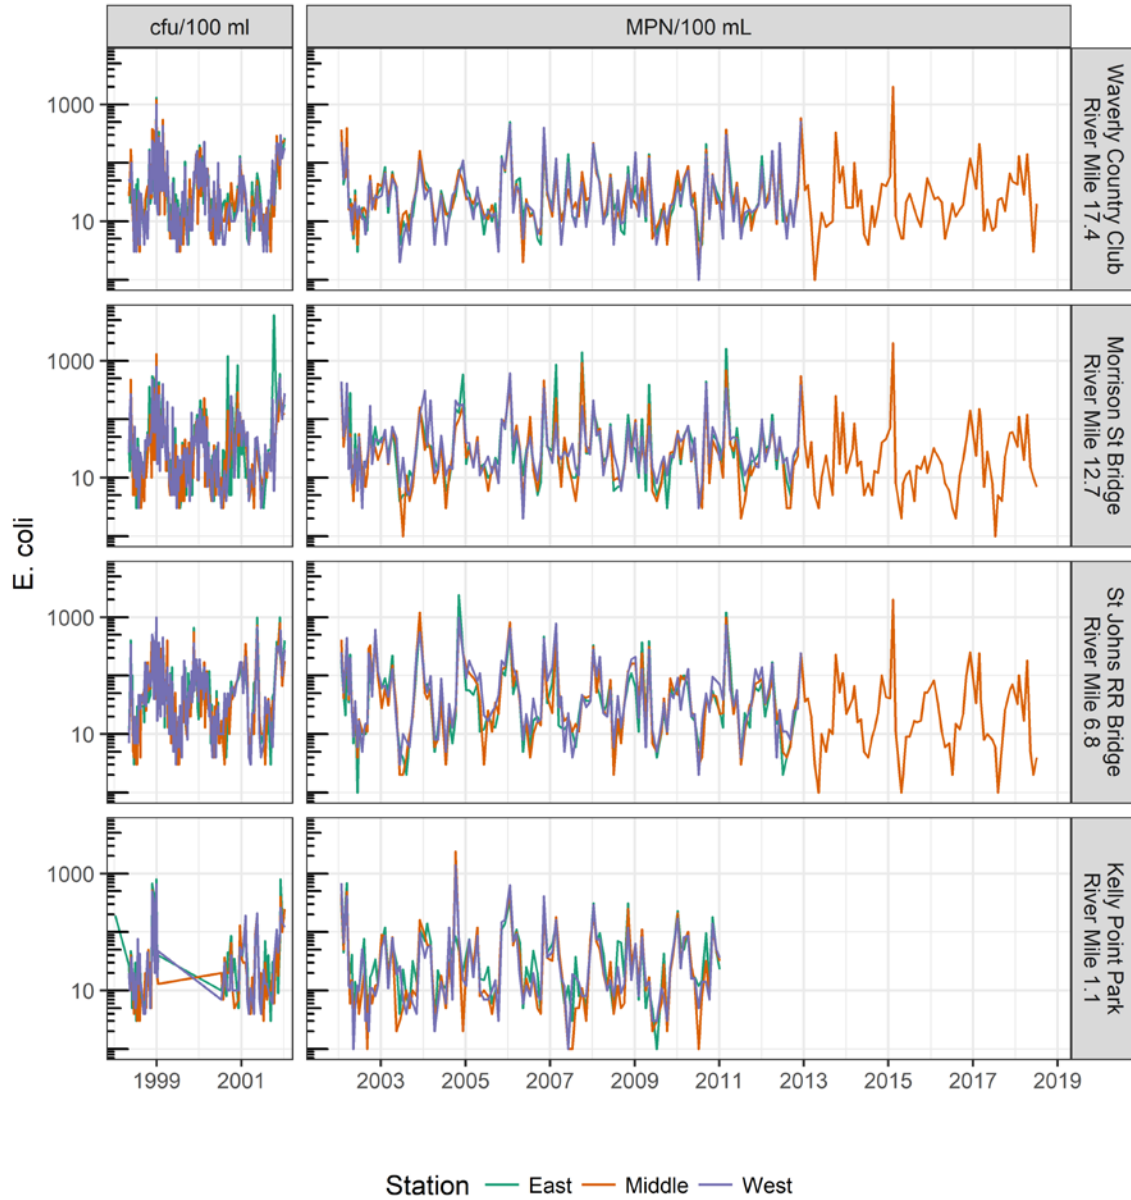 cfu/100 ml
MPN/100 mL
1000
10
Waverly Country Club
River Mile 17.4
1000
10
Morrison St Bridge
River Mile 12.7
1000
10
St Johns RR Bridge
River Mile 6.8
1000
10
Kelly Point Park
River Mile 1.1
E. coli
1999 2001 2003 2005 2007 2009 2011 2013 2015 2017 2019
Station East Middle West